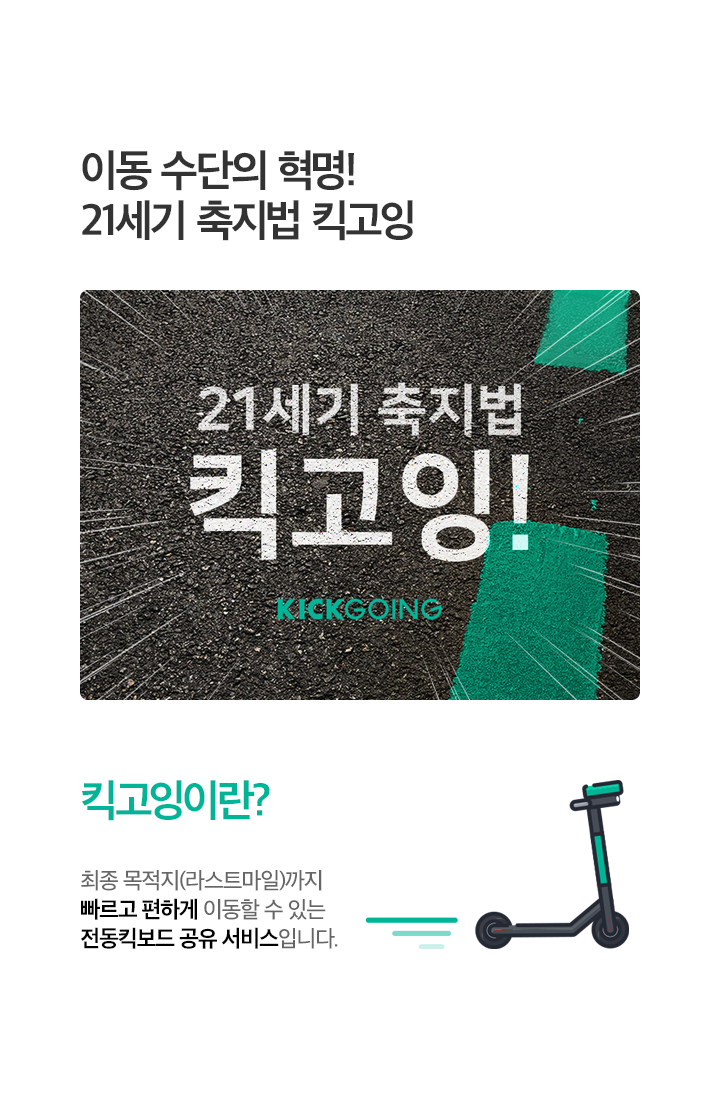 이동 수단의 혁명!
21세기 축지법 킥고잉
21세기 축지법
킥고잉!
KICKGOING
킥고잉이란?
최종 목적지(라스트마일)까지
빠르고 편하게 이동할 수 있는
전동킥보드 공유 서비스입니다.